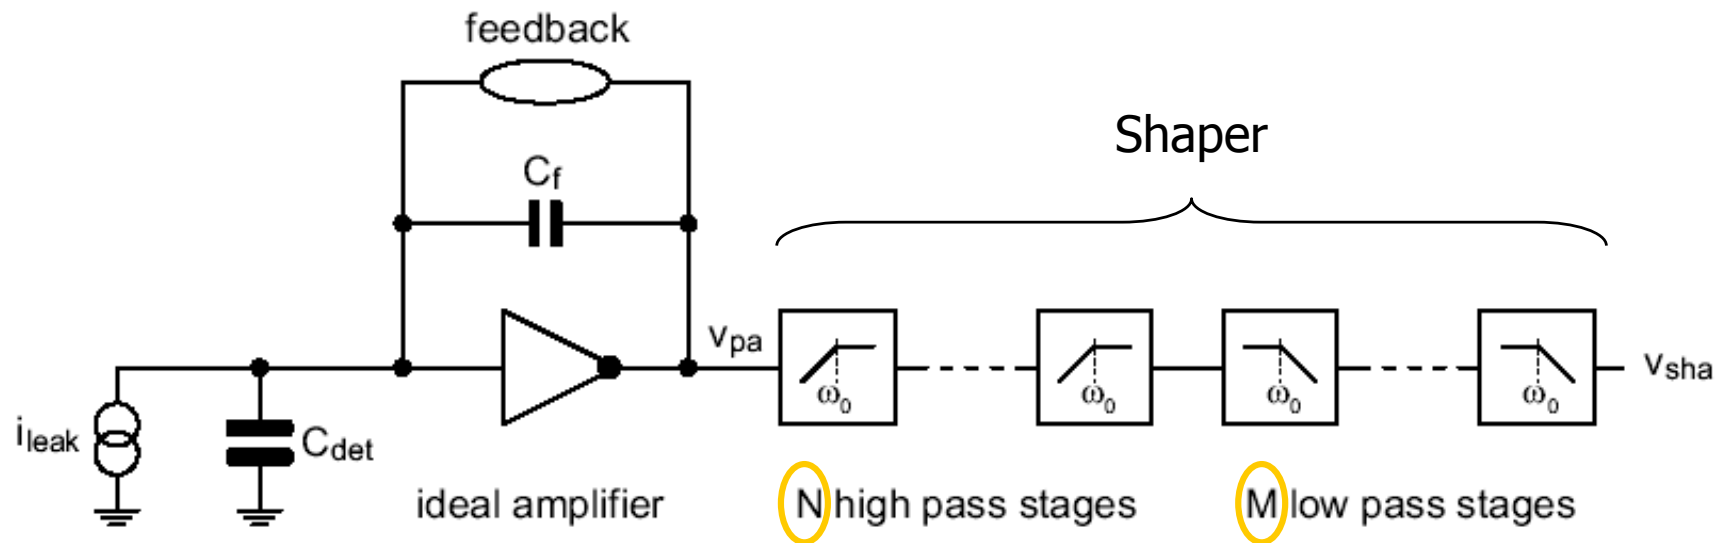 feedback
Shaper
Cf
vpa
vsha
ω0
ω0
ω0
ω0
ileak
Cdet
ideal amplifier
N high pass stages
M low pass stages